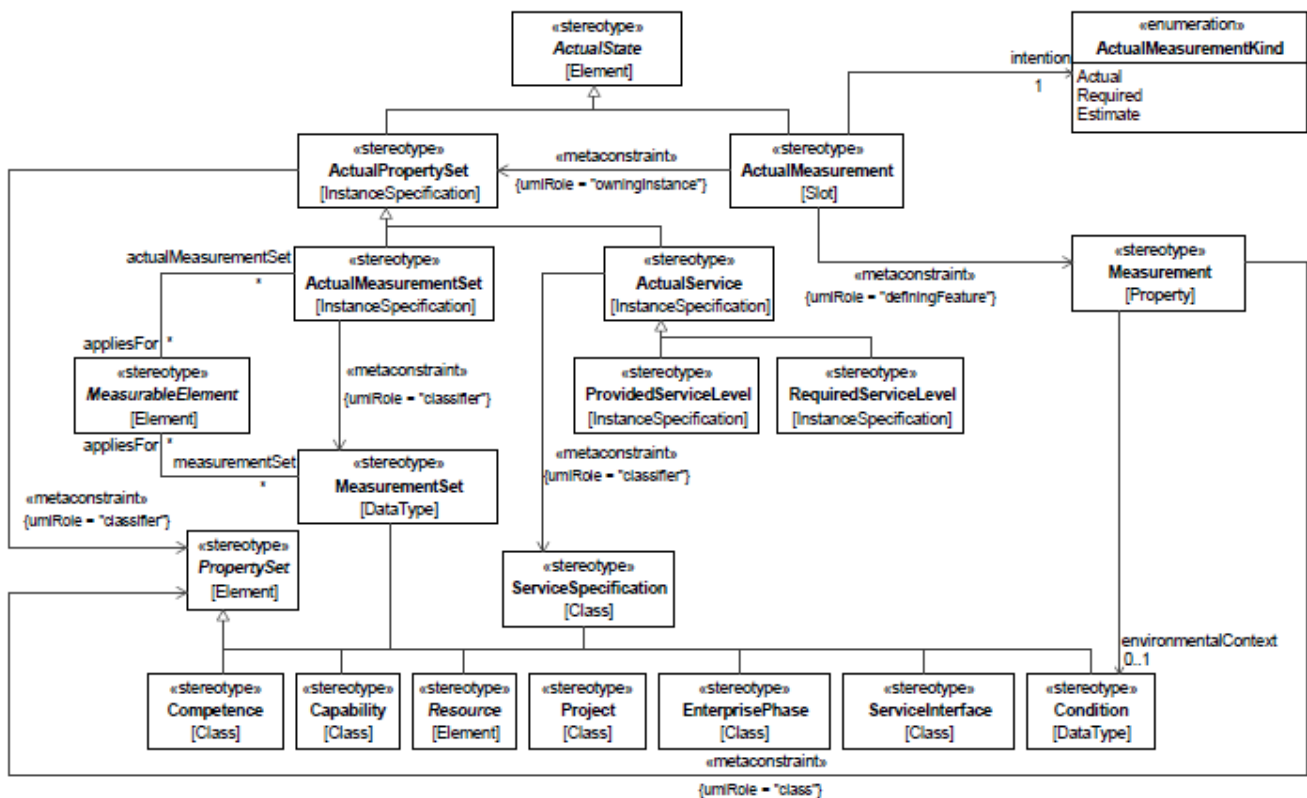 «stereotype»
ActualState
[Element]
«enumeration»
ActualMeasurementKind
Actual
Required
Estimate
intention
1
«stereotype»
ActualPropertySet
[InstanceSpecification]
«metaconstraint»
{umlRole = "owningInstance"}
«stereotype»
ActualMeasurement
[Slot]
actualMeasurementSet
*
«stereotype»
ActualMeasurementSet
[InstanceSpecification]
«stereotype»
ActualService
[InstanceSpecification]
«metaconstraint»
{umlRole = "definingFeature"}
«stereotype»
Measurement
[Property]
appliesFor
*
«stereotype»
MeasurableElement
[Element]
«metaconstraint»
{umlRole = "classifier"}
«stereotype»
ProvidedServiceLevel
[InstanceSpecification]
«stereotype»
RequiredServiceLevel
[InstanceSpecification]
appliesFor
*
measurementSet
*
«stereotype»
MeasurementSet
[DataType]
«metaconstraint»
{umlRole = "classifier"}
«metaconstraint»
{umlRole = "classifier"}
«stereotype»
PropertySet
[Element]
«stereotype»
ServiceSpecification
[Class]
environmentalContext
0..1
«stereotype»
Competence
[Class]
«stereotype»
Capability
[Class]
«stereotype»
Resource
[Element]
«stereotype»
Project
[Class]
«stereotype»
EnterprisePhase
[Class]
«stereotype»
ServiceInterface
[Class]
«stereotype»
Condition
[DataType]
«metaconstraint»
{umlRole = "class"}